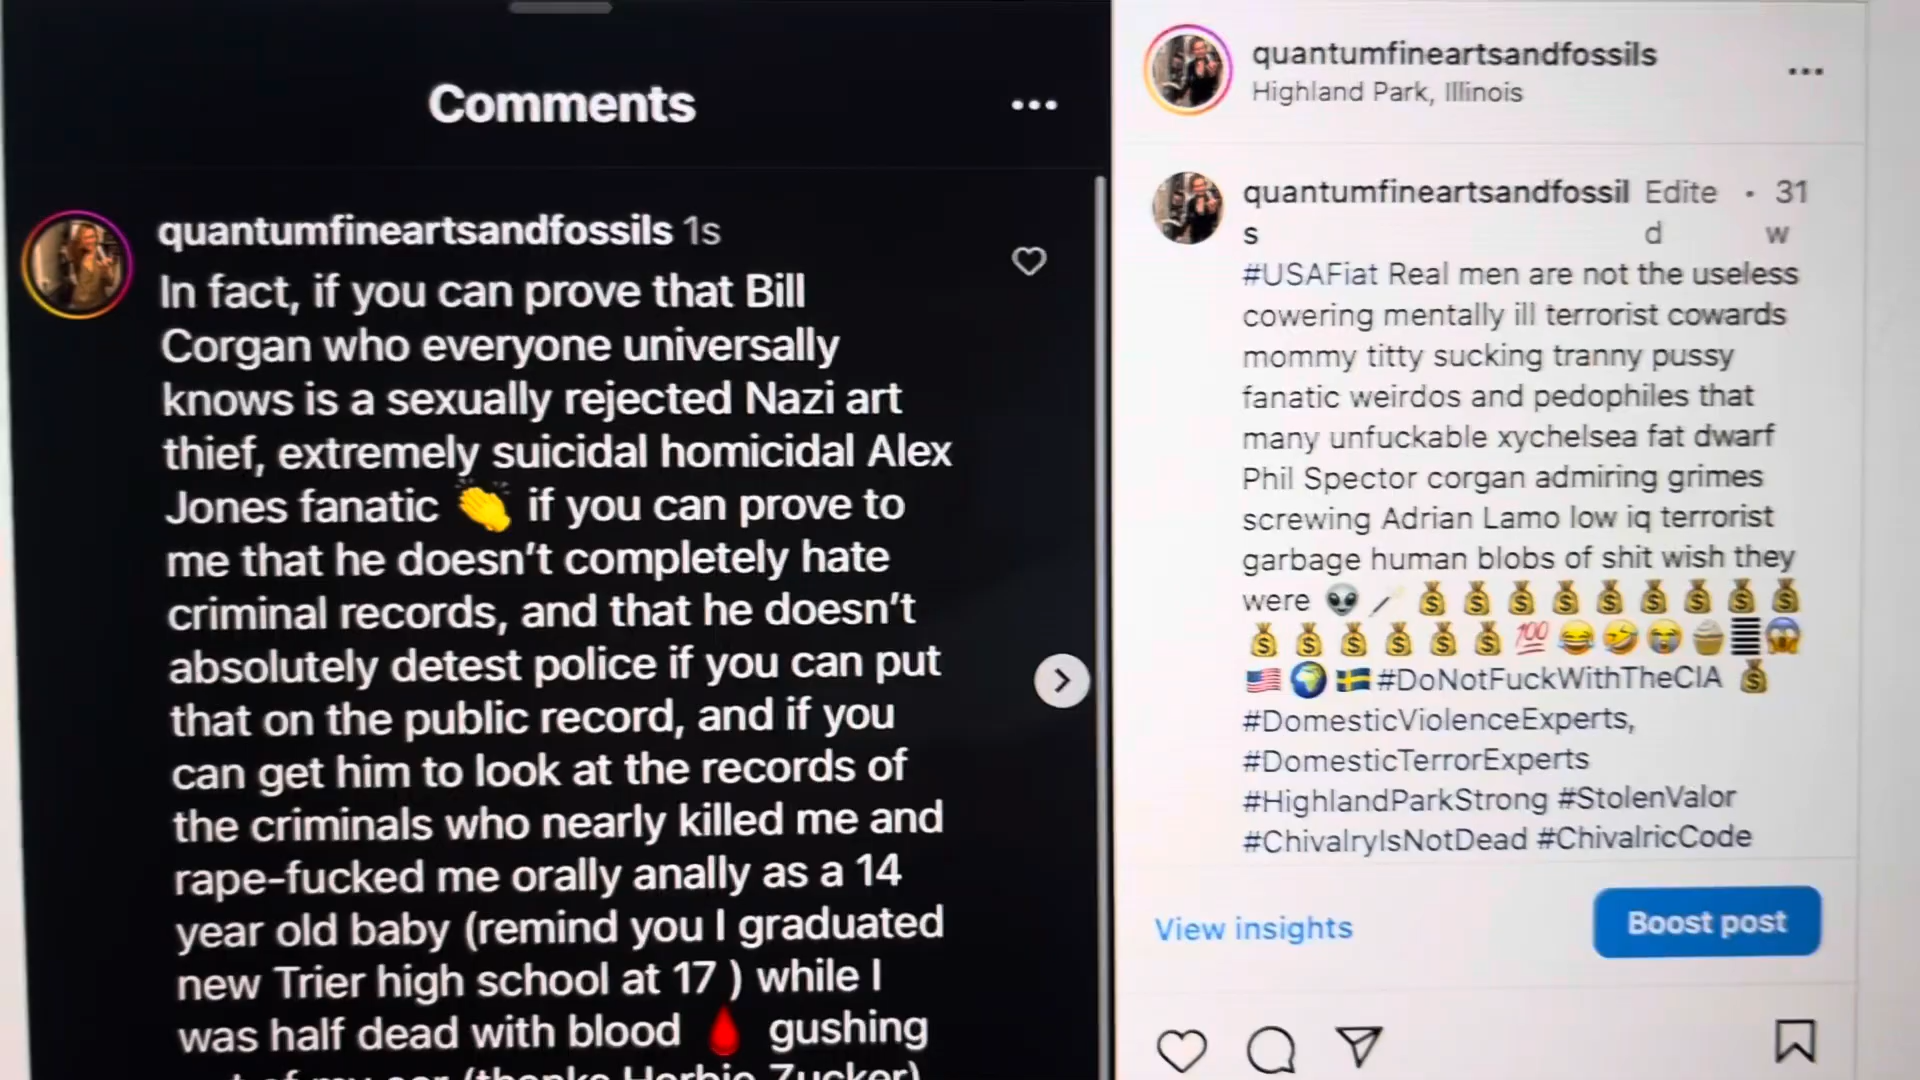 Comments
quantumfineartsandfossils 1s
In fact, if you can prove that Bill
Corgan who everyone universally
knows is a sexually rejected Nazi art
thief, extremely suicidal homicidal Alex
Jones fanatic 👏 if you can prove to
me that he doesn't completely hate
criminal records, and that he doesn't
absolutely detest police if you can put
that on the public record, and if you
can get him to look at the records of
the criminals who nearly killed me and
rape-fucked me orally anally as a 14
year old baby (remind you I graduated
new Trier high school at 17 ) while I
was half dead with blood 🩸 gushing
out of my ear (thanks Herbie Zucker)
quantumfineartsandfossils
Highland Park, Illinois
quantumfineartsandfossil Edite • 31
s d w
#USAFiat Real men are not the useless
cowering mentally ill terrorist cowards
mommy titty sucking tranny pussy
fanatic weirdos and pedophiles that
many unfuckable xychelsea fat dwarf
Phil Spector corgan admiring grimes
screwing Adrian Lamo low iq terrorist
garbage human blobs of shit wish they
were 👽 🦯 💰 💰 💰 💰 💰 💰 💰 💰 💰
💰 💰 💰 💰 💰 💰 💯 😂 🤣 😭 🧁 😱
🇺🇸 🌍 🇸🇪 #DoNotFuckWithTheCIA 💰
#DomesticViolenceExperts,
#DomesticTerrorExperts
#HighlandParkStrong #StolenValor
#ChivalryIsNotDead #ChivalricCode
View insights
Boost post